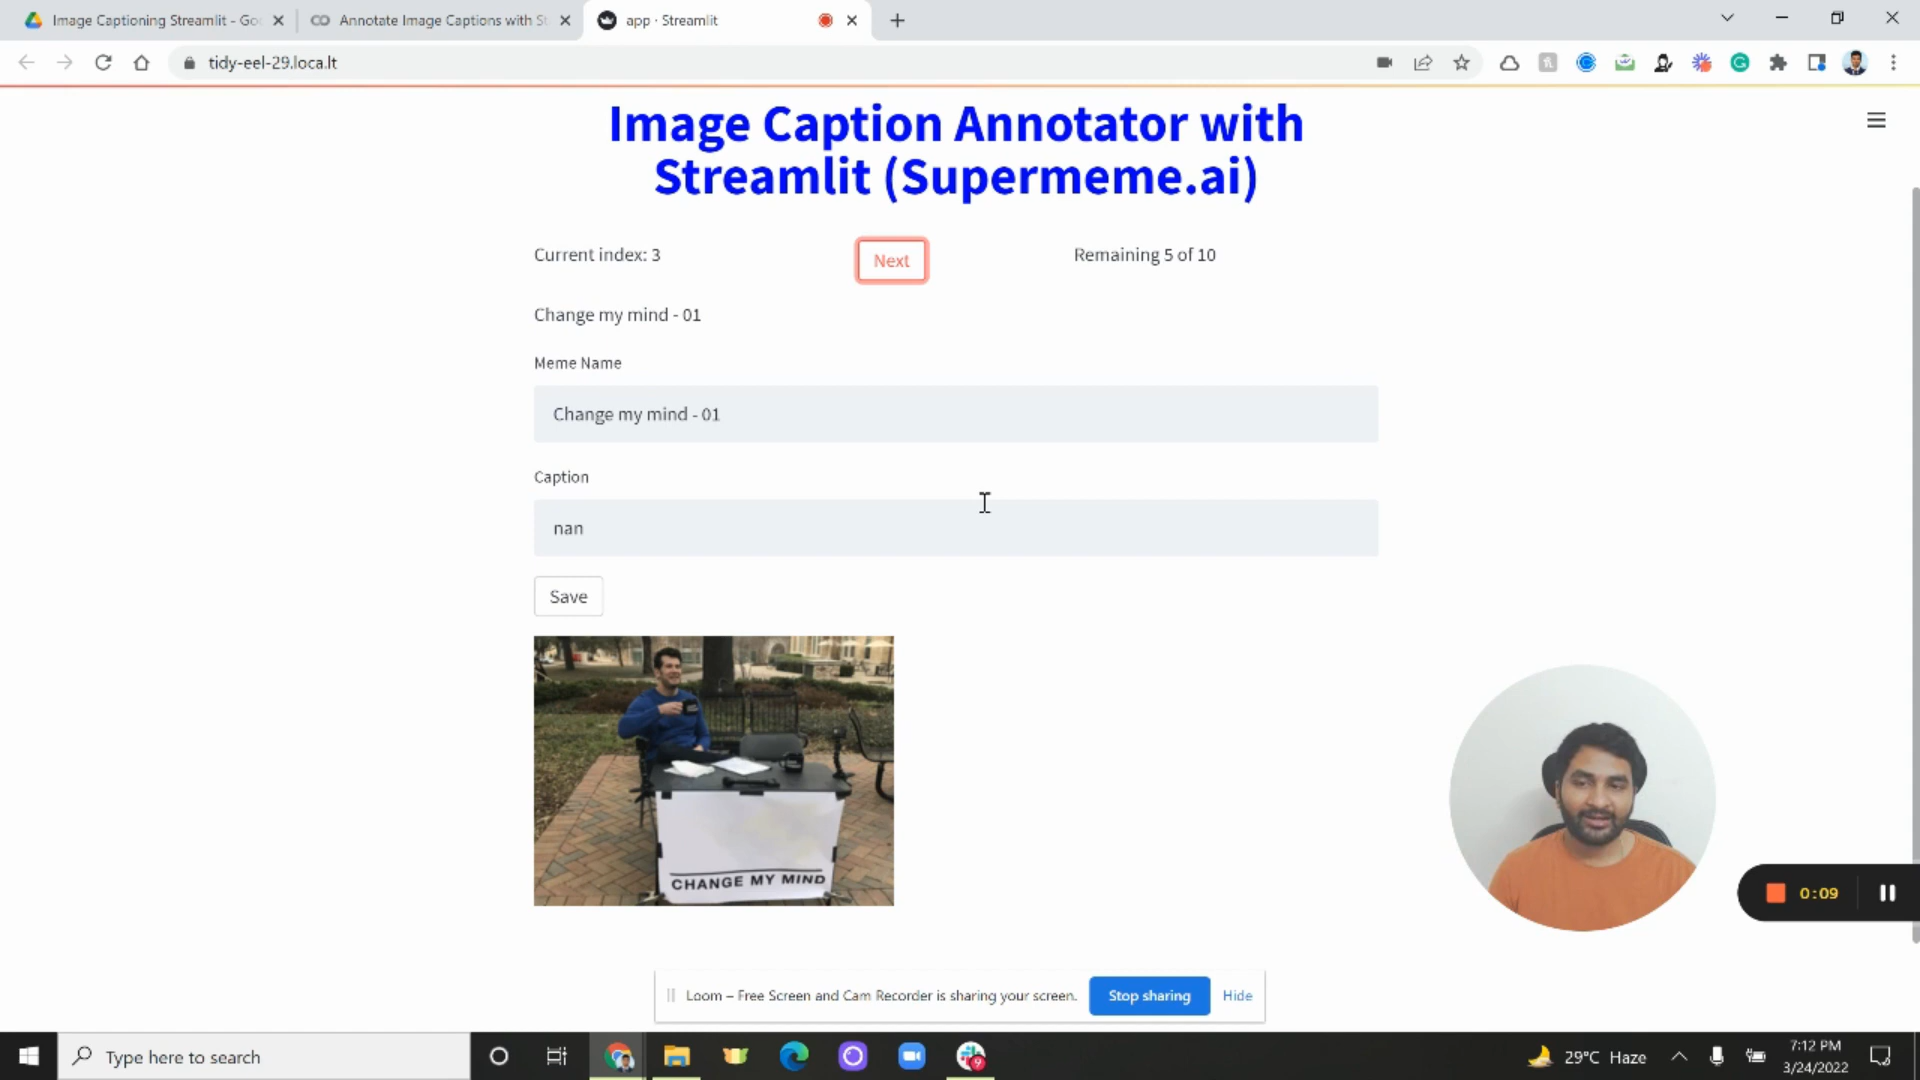 Image Captioning Streamlit - Go
Annotate Image Captions with St
app · Streamlit
tidy-eel-29.loca.lt
Image Caption Annotator with
Streamlit (Supermeme.ai)
Current index: 3
Next
Remaining 5 of 10
Change my mind - 01
Meme Name
Change my mind - 01
Caption
nan
Save
CHANGE MY MIND
0:09
Loom – Free Screen and Cam Recorder is sharing your screen.
Stop sharing
Hide
Type here to search
9
29°C Haze
7:12 PM
3/24/2022